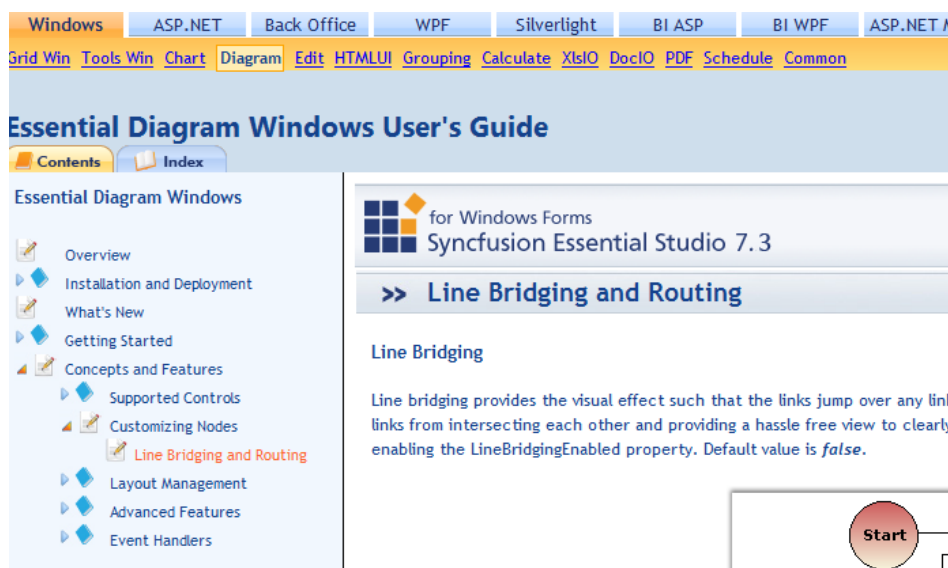 Windows ASP.NET Back Office WPF Silverlight BI ASP BI WPF ASP.NET
Grid Win Tools Win Chart Diagram Edit HTMLUI Grouping Calculate XlsIO DocIO PDF Schedule Common
Essential Diagram Windows User's Guide
Contents Index
Essential Diagram Windows
Overview
Installation and Deployment
What's New
Getting Started
Concepts and Features
Supported Controls
Customizing Nodes
Line Bridging and Routing
Layout Management
Advanced Features
Event Handlers
for Windows Forms
Syncfusion Essential Studio 7.3
>> Line Bridging and Routing
Line Bridging
Line bridging provides the visual effect such that the links jump over any
links from intersecting each other and providing a hassle free view to clearly
enabling the LineBridgingEnabled property. Default value is false.
Start